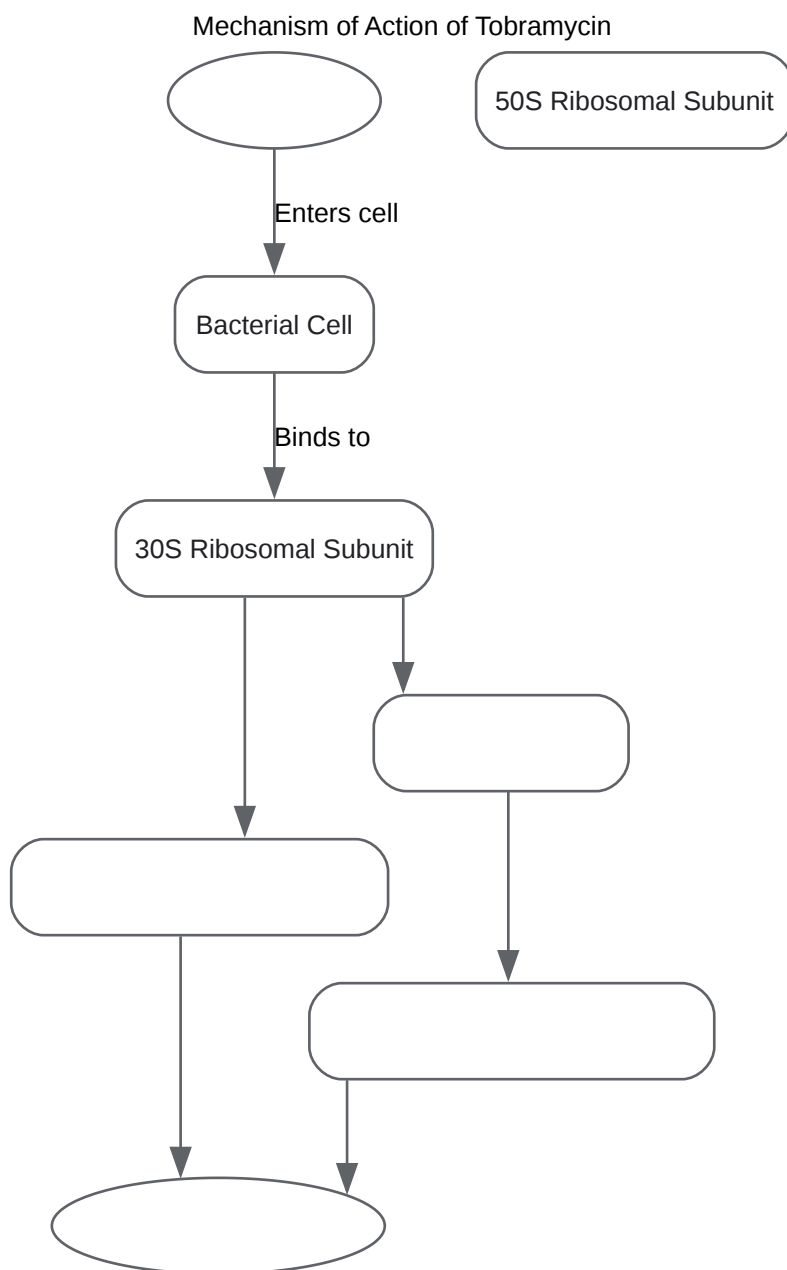 Mechanism of Action of Tobramycin
50S Ribosomal Subunit
Enters cell
Bacterial Cell
Binds to
30S Ribosomal Subunit